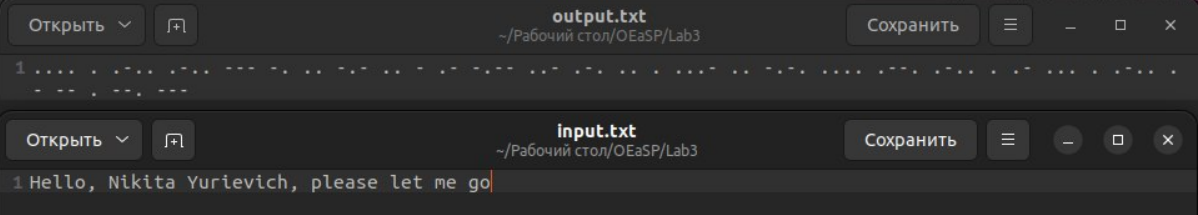 Открыть
output.txt
~/Рабочий стол/OEaSP/Lab3
Сохранить
1 .... . .-.. .-.. --- -. .. -.- .. - .- -.-- ..- .-. .. . ...- .. -.-. .... .--. .-.. . .- ... . .-.. .
- -- . --. ---
Открыть
input.txt
~/Рабочий стол/OEaSP/Lab3
Сохранить
1 Hello, Nikita Yurievich, please let me go